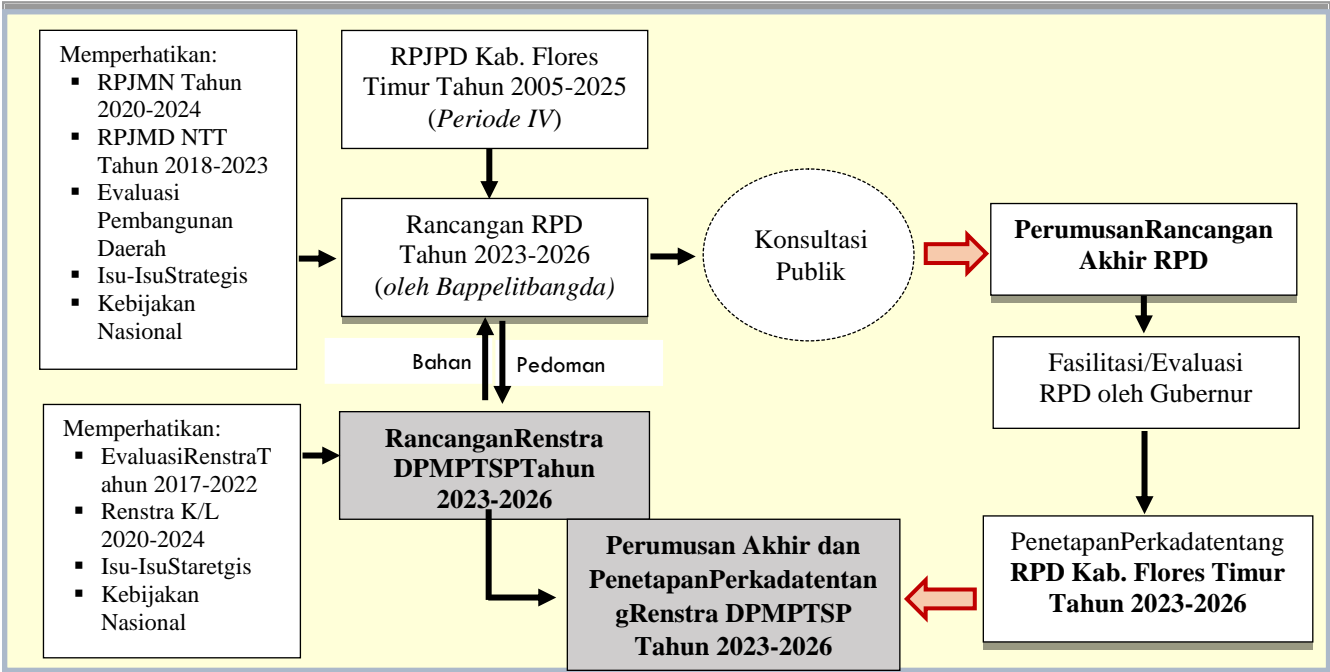 Memperhatikan:
▪ RPJMN Tahun
2020-2024
▪ RPJMD NTT
Tahun 2018-2023
▪ Evaluasi
Pembangunan
Daerah
▪ Isu-IsuStrategis
▪ Kebijakan
Nasional
RPJPD Kab. Flores
Timur Tahun 2005-2025
(Periode IV)
Rancangan RPD
Tahun 2023-2026
(oleh Bappelitbangda)
Konsultasi
Publik
PerumusanRancangan
Akhir RPD
Bahan
Pedoman
Fasilitasi/Evaluasi
RPD oleh Gubernur
Memperhatikan:
▪ EvaluasiRenstraT
ahun 2017-2022
▪ Renstra K/L
2020-2024
▪ Isu-IsuStaretgis
▪ Kebijakan
Nasional
RancanganRenstra
DPMPTSPTahun
2023-2026
Perumusan Akhir dan
PenetapanPerkadatentan
gRenstra DPMPTSP
Tahun 2023-2026
PenetapanPerkadatentang
RPD Kab. Flores Timur
Tahun 2023-2026